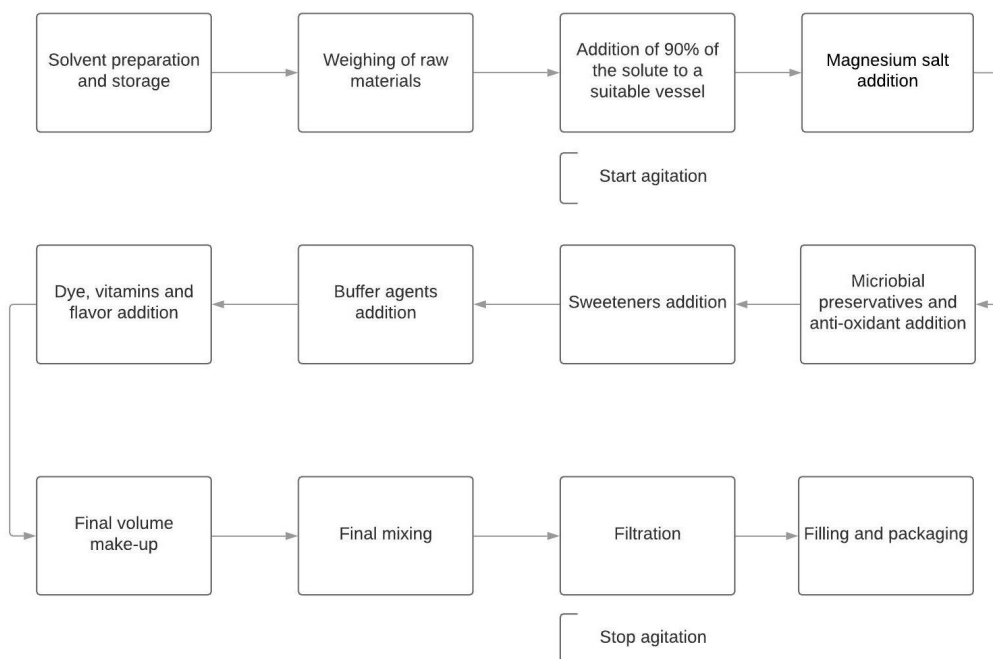 Solvent preparation
and storage
Weighing of raw
materials
Addition of 90% of
the solute to a
suitable vessel
Magnesium salt
addition
Start agitation
Micriobial
preservatives and
anti-oxidant addition
Sweeteners addition
Buffer agents
addition
Dye, vitamins and
flavor addition
Final volume
make-up
Final mixing
Filtration
Filling and packaging
Stop agitation